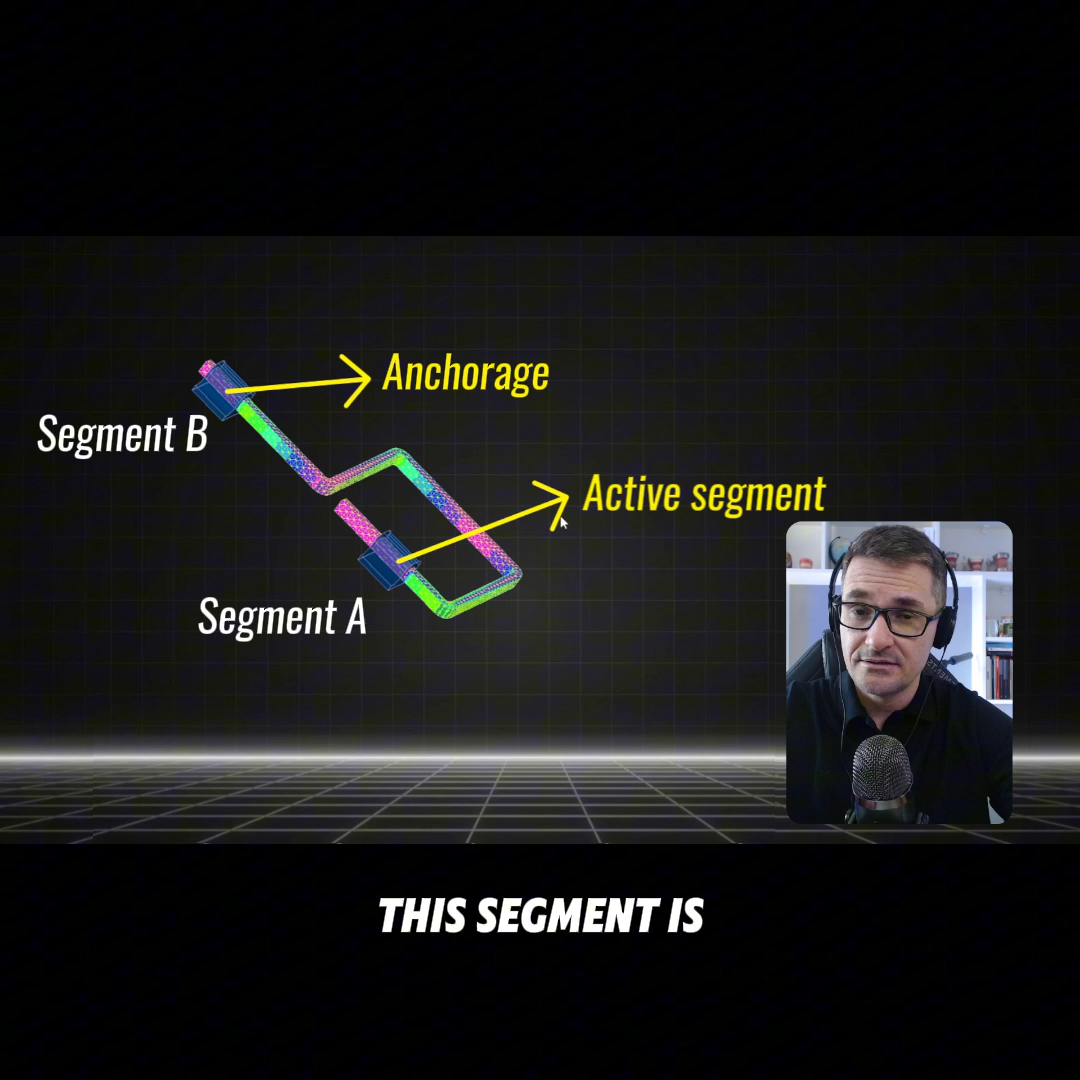 Anchorage
Segment B
Active segment
Segment A
THIS SEGMENT IS